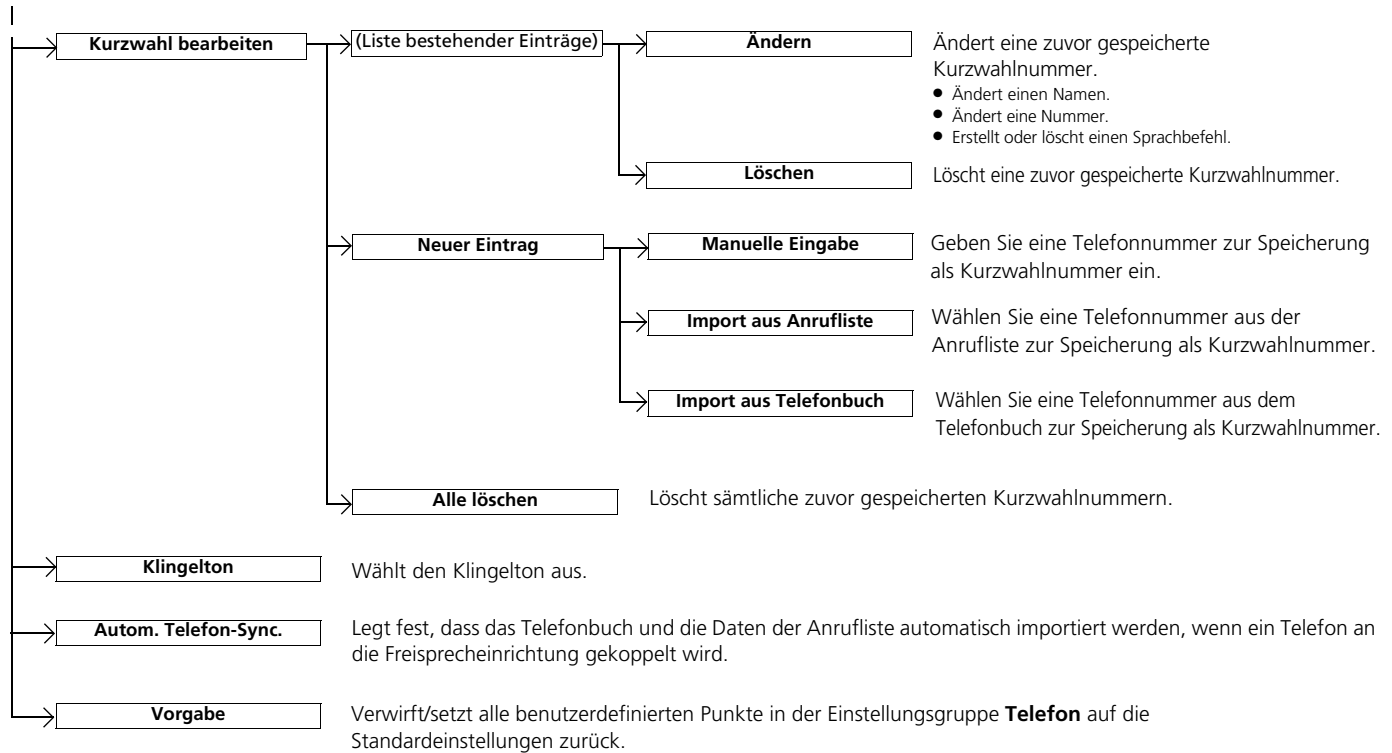 Kurzwahl bearbeiten
(Liste bestehender Einträge)
Ändern
Ändert eine zuvor gespeicherte
Kurzwahlnummer.
● Ändert einen Namen.
● Ändert eine Nummer.
● Erstellt oder löscht einen Sprachbefehl.
Löschen
Löscht eine zuvor gespeicherte Kurzwahlnummer.
Neuer Eintrag
Manuelle Eingabe
Geben Sie eine Telefonnummer zur Speicherung
als Kurzwahlnummer ein.
Import aus Anrufliste
Wählen Sie eine Telefonnummer aus der
Anrufliste zur Speicherung als Kurzwahlnummer.
Import aus Telefonbuch
Wählen Sie eine Telefonnummer aus dem
Telefonbuch zur Speicherung als Kurzwahlnummer.
Alle löschen
Löscht sämtliche zuvor gespeicherten Kurzwahlnummern.
Klingelton
Wählt den Klingelton aus.
Autom. Telefon-Sync.
Legt fest, dass das Telefonbuch und die Daten der Anrufliste automatisch importiert werden, wenn ein Telefon an
die Freisprecheinrichtung gekoppelt wird.
Vorgabe
Verwirft/setzt alle benutzerdefinierten Punkte in der Einstellungsgruppe Telefon auf die
Standardeinstellungen zurück.